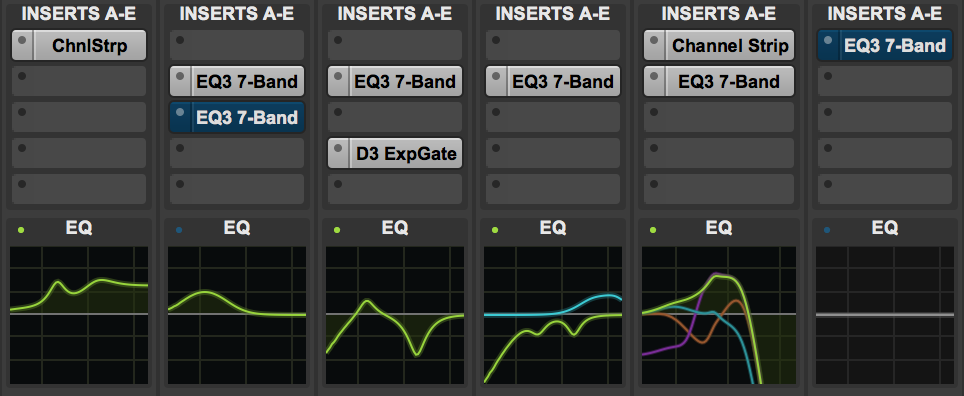 INSERTS A-E INSERTS A-E INSERTS A-E INSERTS A-E INSERTS A-E INSERTS A-E
ChnlStrp Channel Strip EQ3 7-Band
EQ3 7-Band EQ3 7-Band EQ3 7-Band EQ3 7-Band
EQ3 7-Band
D3 ExpGate
EQ EQ EQ EQ EQ EQ